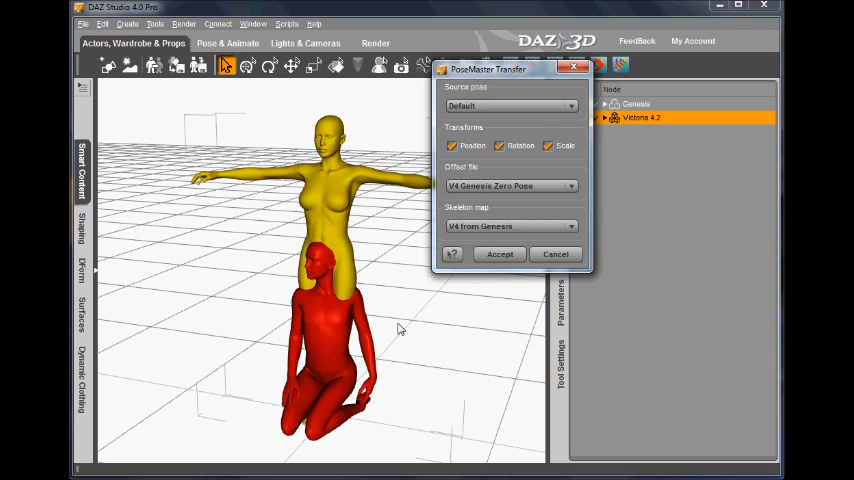 DAZ Studio 4.0 Pro
File Edit Create Tools Render Connect Window Scripts Help
Actors, Wardrobe & Props Pose & Animate Lights & Cameras Render
DAZ 3D FeedBack My Account
PoseMaster Transfer
Source pose
Default
Transforms
Position Rotation Scale
Offset file
V4 Genesis Zero Pose
Skeleton map
V4 from Genesis
Accept Cancel
Node
Genesis
Victoria 4.2
Smart Content
Shaping
DForm
Surfaces
Dynamic Clothing
Parameters
Tool Settings